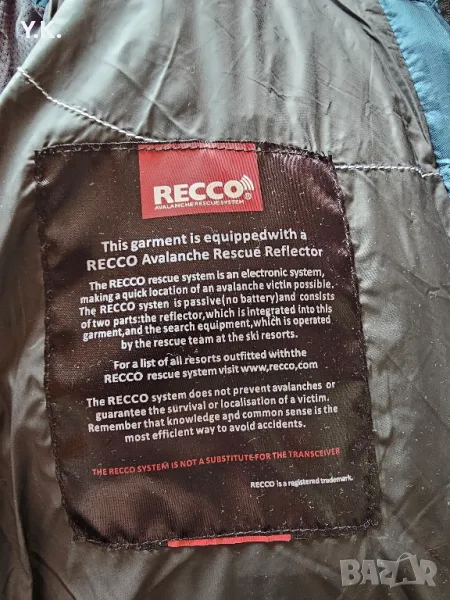 Y.K.
RECCO®
AVALANCHE RESCUE SYSTEM
This garment is equippedwith a
RECCO Avalanche Rescue Reflector
The RECCO rescue system is an electronic system,
making a quick location of an avalanche victin possible.
The RECCO systen is passive(no battery)and consists
of two parts:the reflector,which is integrated into this
garment,and the search equipment,which is operated
by the rescue team at the ski resorts.
For a list of all resorts outfitted withthe
RECCO rescue system visit www.recco,com
The RECCO system does not prevent avalanches or
guarantee the survival or localisation of a victim.
Remember that knowledge and common sense is the
most efficient way to avoid accidents.
THE RECCO SYSTEM IS NOT A SUBSTITUTE FOR THE TRANSCEIVER
RECCO is a registered trademark.
BAZAR